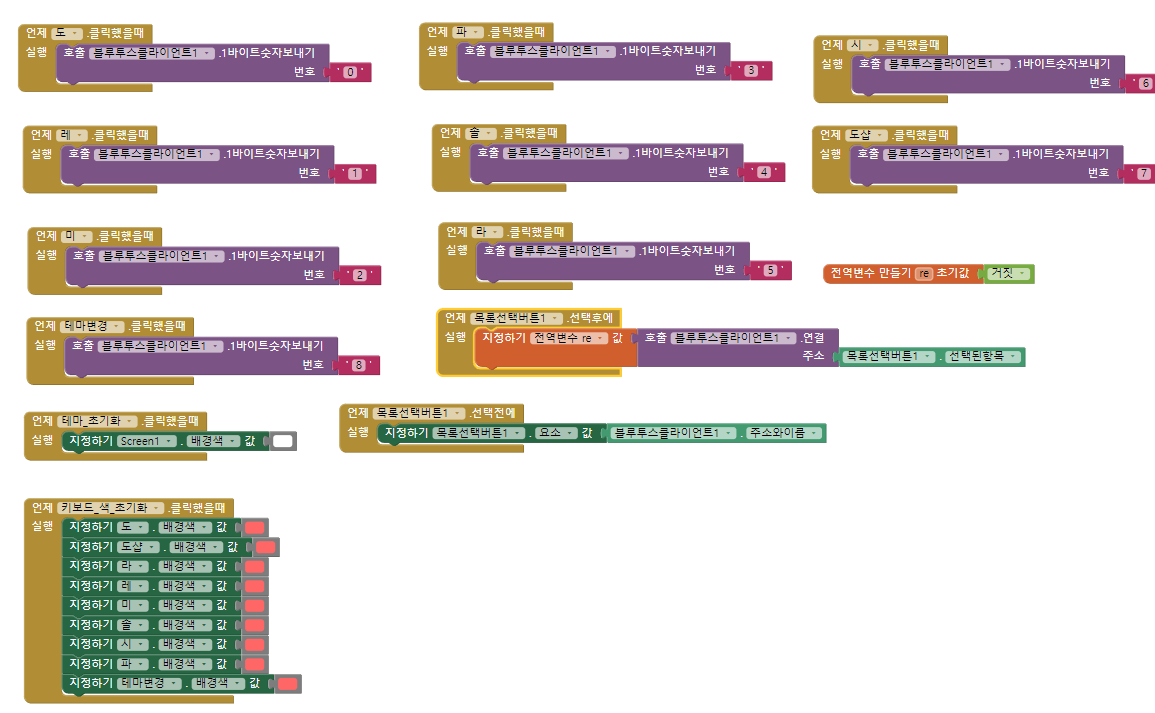 언제 도 .클릭했을때
실행 호출 블루투스클라이언트1 .1바이트숫자보내기
번호 " 0 "
언제 레 .클릭했을때
실행 호출 블루투스클라이언트1 .1바이트숫자보내기
번호 " 1 "
언제 미 .클릭했을때
실행 호출 블루투스클라이언트1 .1바이트숫자보내기
번호 " 2 "
언제 테마변경 .클릭했을때
실행 호출 블루투스클라이언트1 .1바이트숫자보내기
번호 " 8 "
언제 테마_초기화 .클릭했을때
실행 지정하기 Screen1 . 배경색 값
언제 파 .클릭했을때
실행 호출 블루투스클라이언트1 .1바이트숫자보내기
번호 " 3 "
언제 솔 .클릭했을때
실행 호출 블루투스클라이언트1 .1바이트숫자보내기
번호 " 4 "
언제 라 .클릭했을때
실행 호출 블루투스클라이언트1 .1바이트숫자보내기
번호 " 5 "
언제 목록선택버튼1 .선택후에
실행 지정하기 전역변수 re 값 호출 블루투스클라이언트1 .연결
주소 목록선택버튼1 . 선택된항목
언제 목록선택버튼1 .선택전에
실행 지정하기 목록선택버튼1 . 요소 값 블루투스클라이언트1 . 주소와이름
언제 시 .클릭했을때
실행 호출 블루투스클라이언트1 .1바이트숫자보내기
번호 " 6
언제 도샵 .클릭했을때
실행 호출 블루투스클라이언트1 .1바이트숫자보내기
번호 " 7
전역변수 만들기 re 초기값 거짓
언제 키보드_색_초기화 .클릭했을때
실행 지정하기 도 . 배경색 값
지정하기 도샵 . 배경색 값
지정하기 라 . 배경색 값
지정하기 레 . 배경색 값
지정하기 미 . 배경색 값
지정하기 솔 . 배경색 값
지정하기 시 . 배경색 값
지정하기 파 . 배경색 값
지정하기 테마변경 . 배경색 값